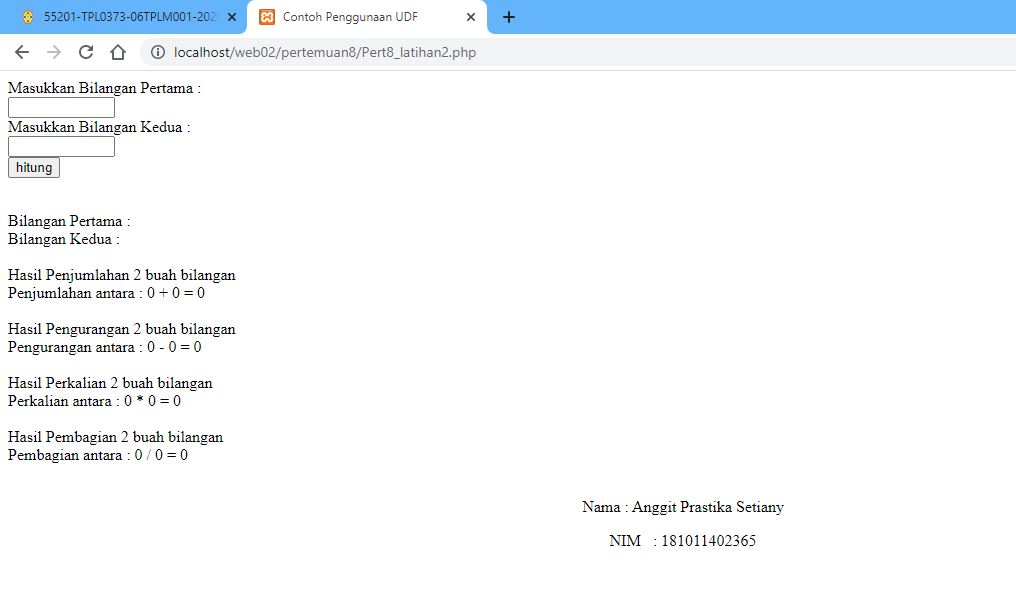 55201-TPL0373-06TPLM001-202
Contoh Penggunaan UDF
localhost/web02/pertemuan8/Pert8_latihan2.php
Masukkan Bilangan Pertama :
Masukkan Bilangan Kedua :
hitung
Bilangan Pertama :
Bilangan Kedua :
Hasil Penjumlahan 2 buah bilangan
Penjumlahan antara : 0 + 0 = 0
Hasil Pengurangan 2 buah bilangan
Pengurangan antara : 0 - 0 = 0
Hasil Perkalian 2 buah bilangan
Perkalian antara : 0 * 0 = 0
Hasil Pembagian 2 buah bilangan
Pembagian antara : 0 / 0 = 0
Nama : Anggit Prastika Setiany
NIM : 181011402365